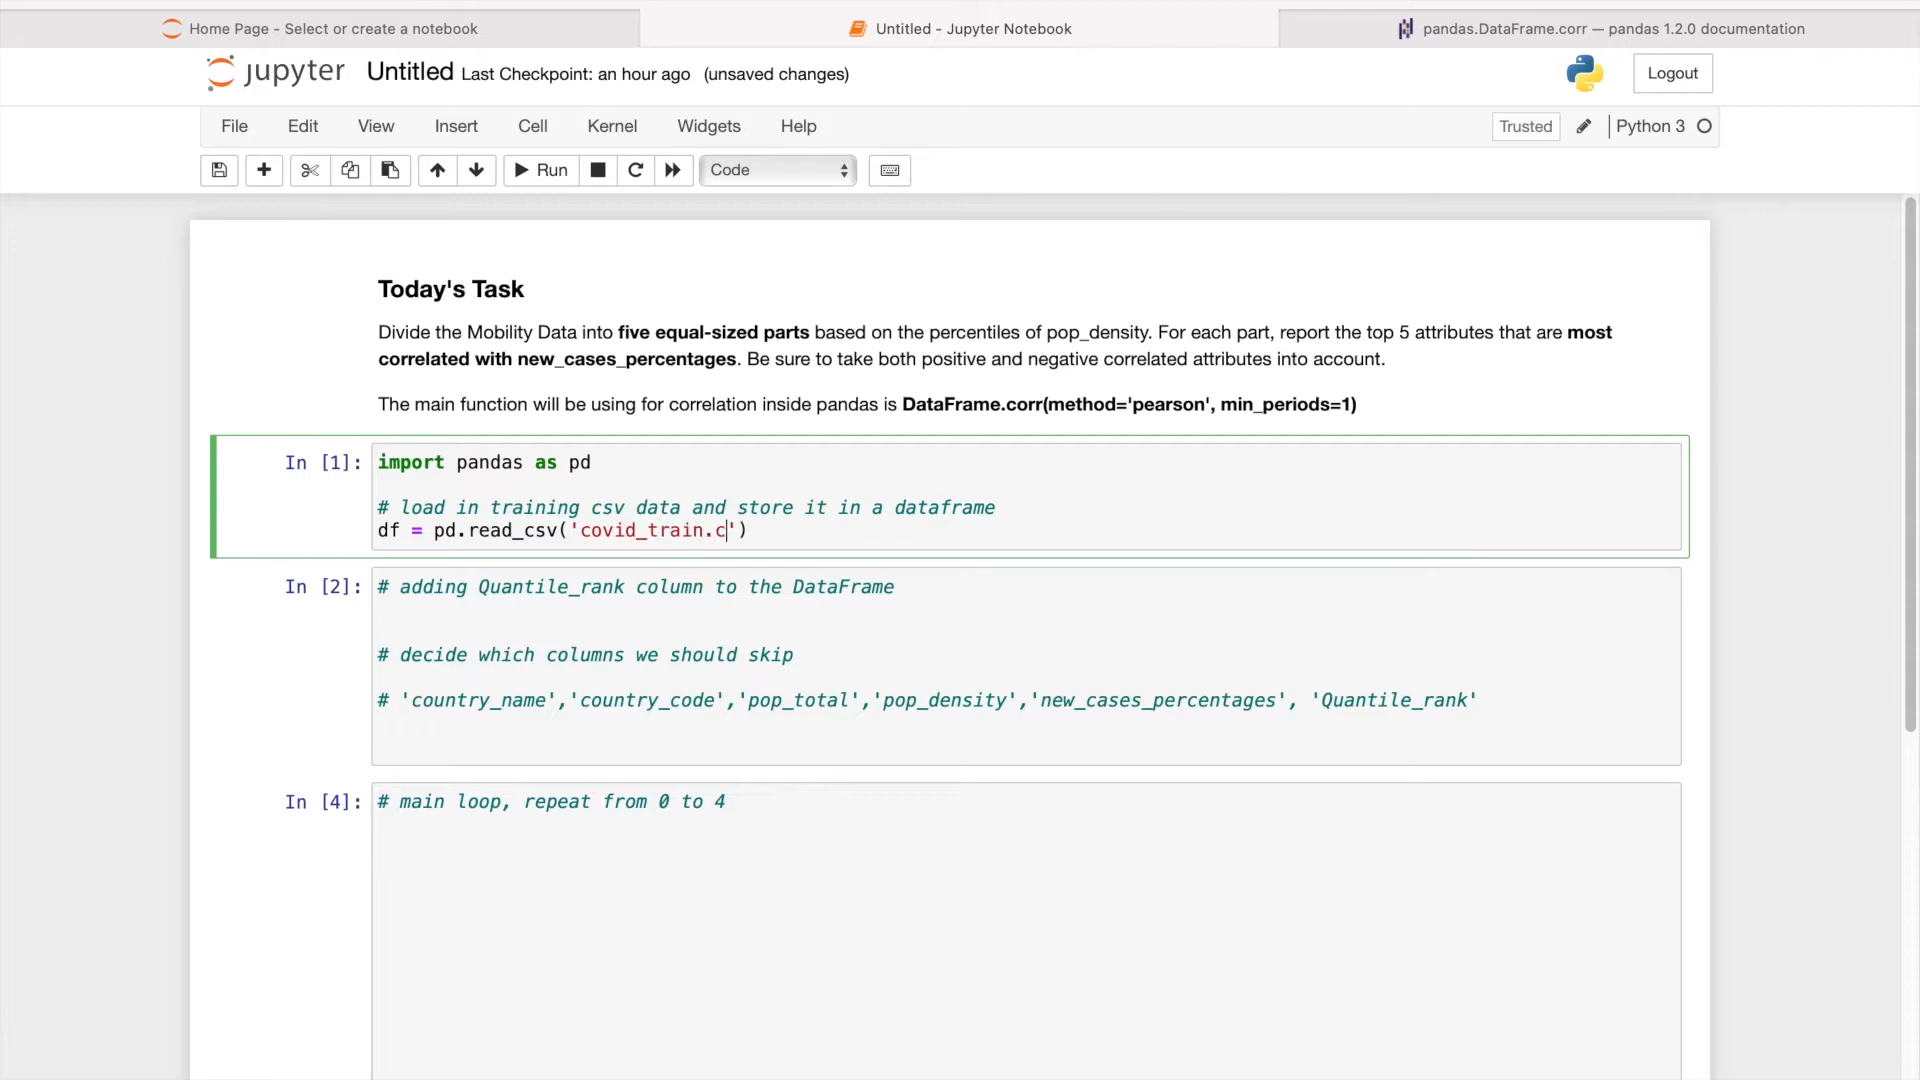 Home Page - Select or create a notebook
Untitled - Jupyter Notebook
pandas.DataFrame.corr — pandas 1.2.0 documentation
jupyter Untitled Last Checkpoint: an hour ago (unsaved changes)
Logout
File Edit View Insert Cell Kernel Widgets Help
Trusted
Python 3
Run
Code
Today's Task
Divide the Mobility Data into five equal-sized parts based on the percentiles of pop_density. For each part, report the top 5 attributes that are most
correlated with new_cases_percentages. Be sure to take both positive and negative correlated attributes into account.
The main function will be using for correlation inside pandas is DataFrame.corr(method='pearson', min_periods=1)
In [1]: import pandas as pd
# load in training csv data and store it in a dataframe
df = pd.read_csv('covid_train.c')
In [2]: # adding Quantile_rank column to the DataFrame
# decide which columns we should skip
# 'country_name','country_code','pop_total','pop_density','new_cases_percentages', 'Quantile_rank'
In [4]: # main loop, repeat from 0 to 4